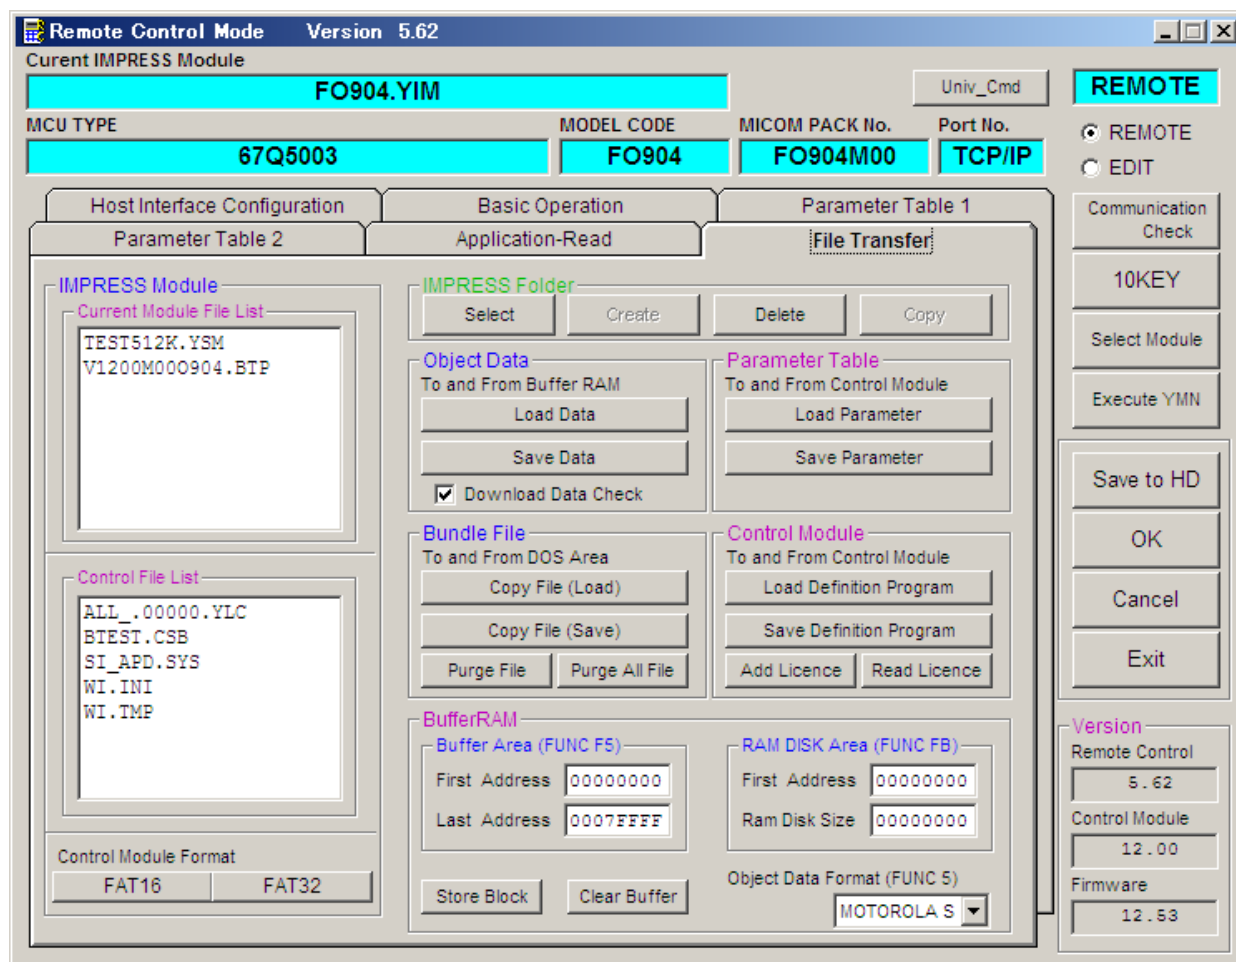 Remote Control Mode Version 5.62
Curent IMPRESS Module
FO904.YIM
Univ_Cmd
REMOTE
MCU TYPE
MODEL CODE
MICOM PACK No.
Port No.
67Q5003
FO904
FO904M00
TCP/IP
REMOTE
EDIT
Host Interface Configuration
Basic Operation
Parameter Table 1
Parameter Table 2
Application-Read
File Transfer
IMPRESS Module
Current Module File List
TEST512K.YSM
V1200M00O904.BTP
Control File List
ALL_.00000.YLC
BTEST.CSB
SI_APD.SYS
WI.INI
WI.TMP
Control Module Format
FAT16
FAT32
IMPRESS Folder
Select
Create
Delete
Copy
Object Data
To and From Buffer RAM
Load Data
Save Data
Download Data Check
Parameter Table
To and From Control Module
Load Parameter
Save Parameter
Bundle File
To and From DOS Area
Copy File (Load)
Copy File (Save)
Purge File
Purge All File
Control Module
To and From Control Module
Load Definition Program
Save Definition Program
Add Licence
Read Licence
BufferRAM
Buffer Area (FUNC F5)
First Address
00000000
Last Address
0007FFFF
RAM DISK Area (FUNC FB)
First Address
00000000
Ram Disk Size
00000000
Store Block
Clear Buffer
Object Data Format (FUNC 5)
MOTOROLA S
Communication
Check
10KEY
Select Module
Execute YMN
Save to HD
OK
Cancel
Exit
Version
Remote Control
5.62
Control Module
12.00
Firmware
12.53